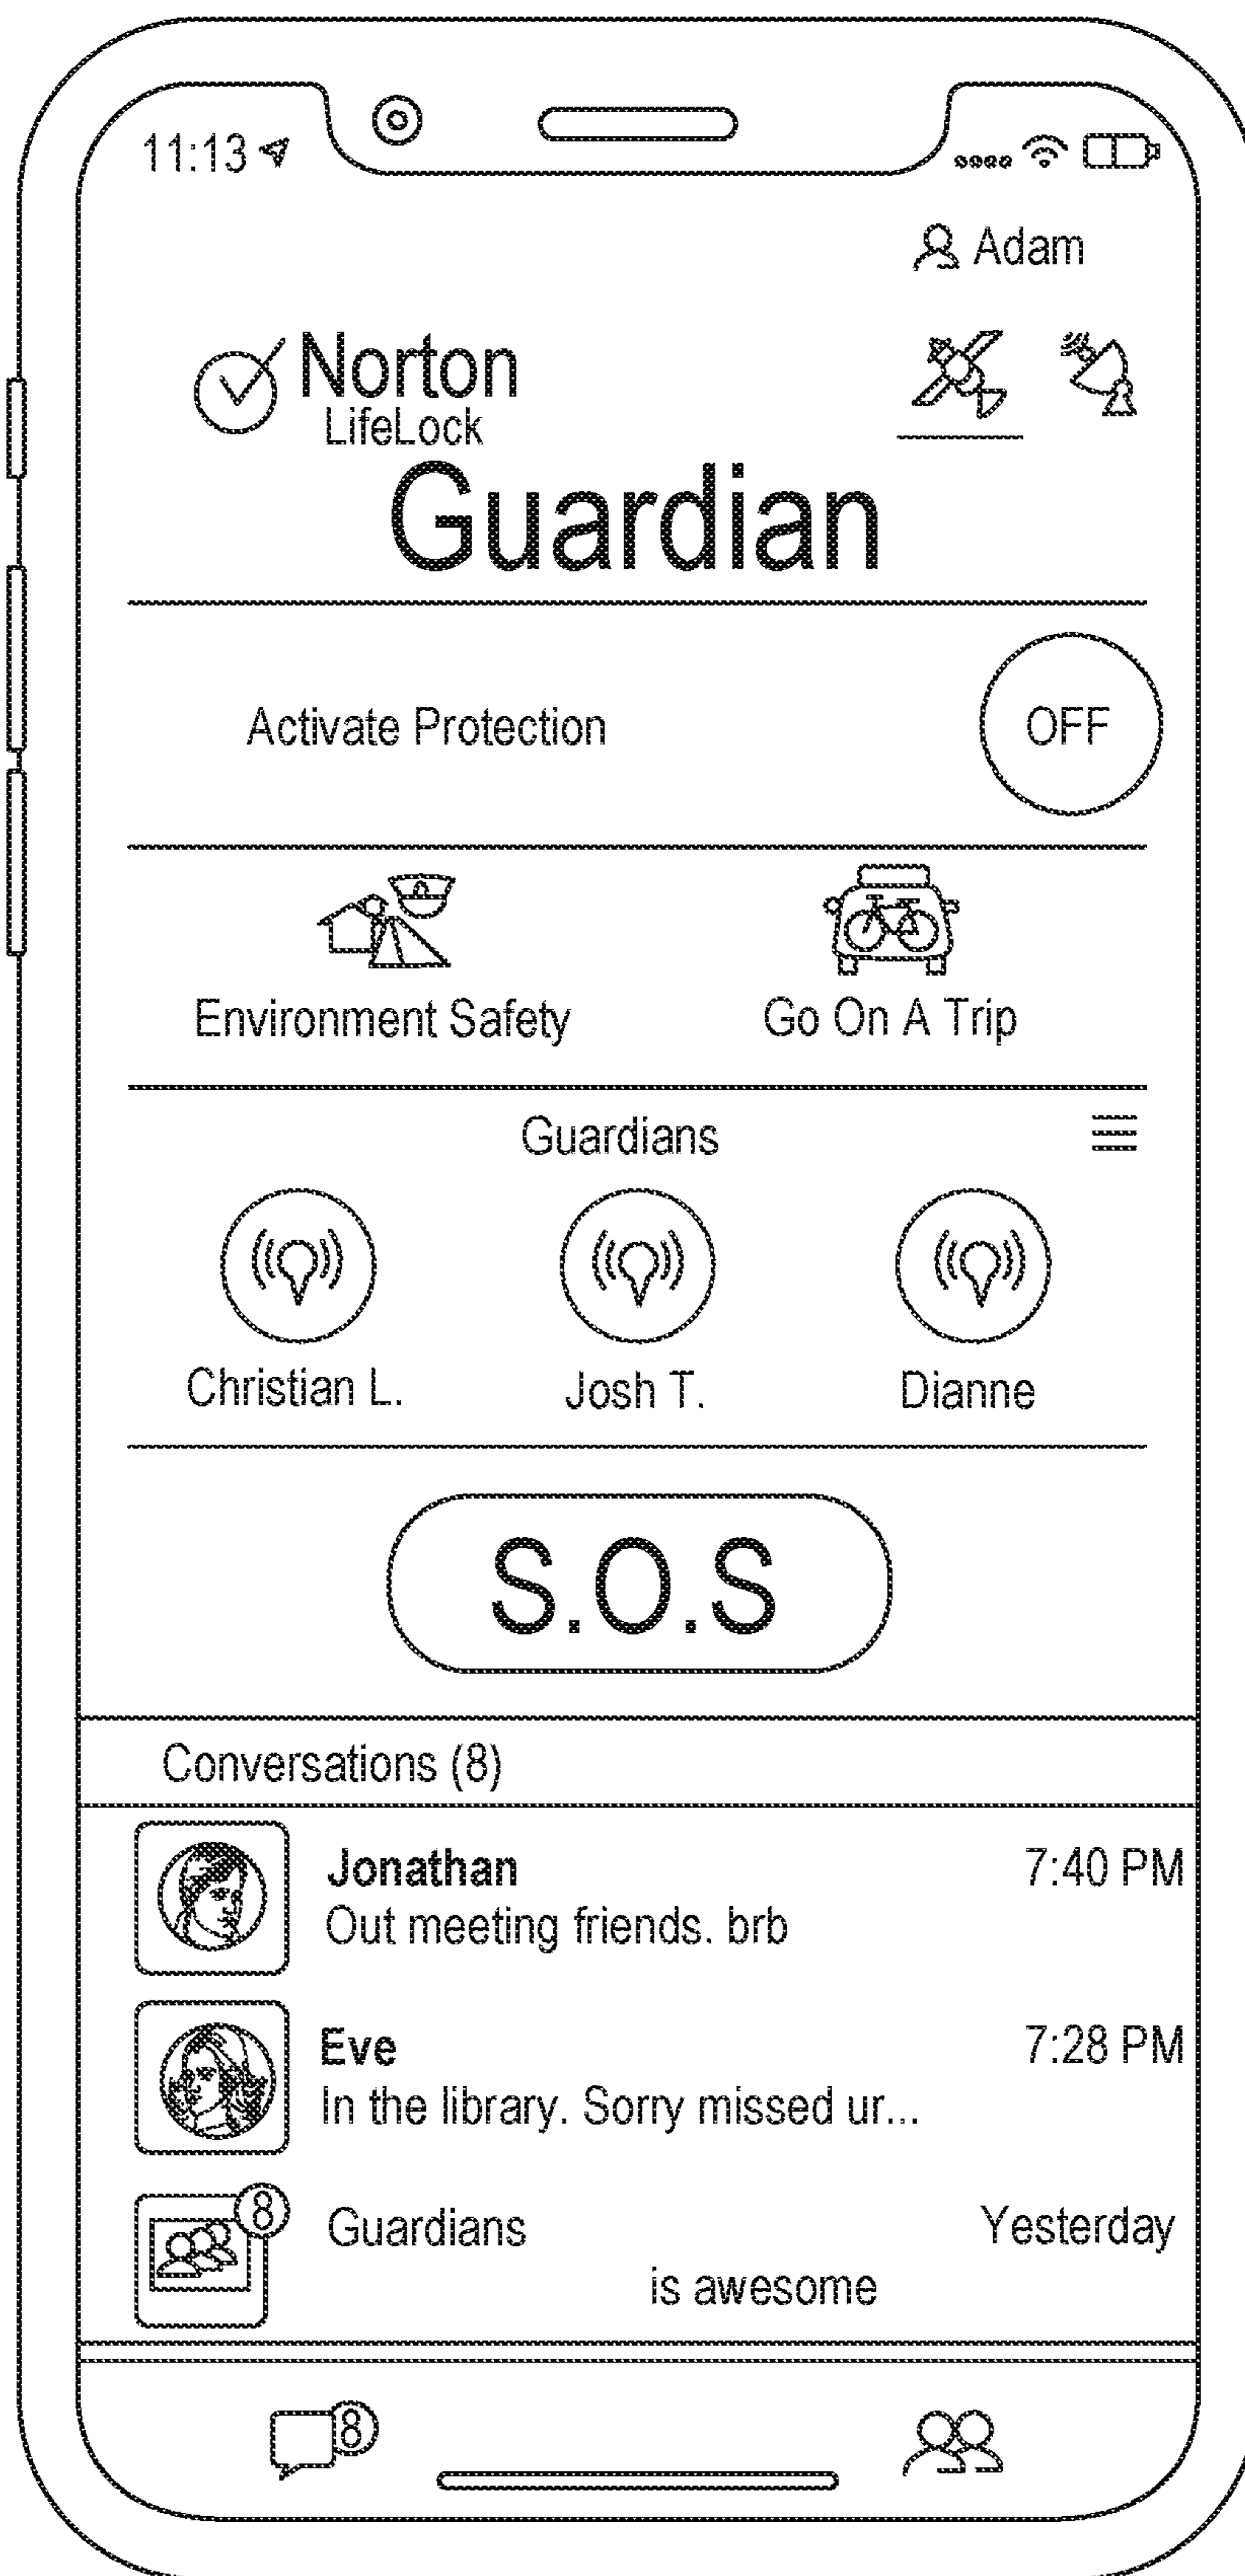 11:13
Adam
Norton
LifeLock
Guardian
Activate Protection
OFF
Environment Safety
Go On A Trip
Guardians
Christian L.
Josh T.
Dianne
S.O.S
Conversations (8)
Jonathan
7:40 PM
Out meeting friends. brb
Eve
7:28 PM
In the library. Sorry missed ur...
8
Guardians
Yesterday
is awesome
8